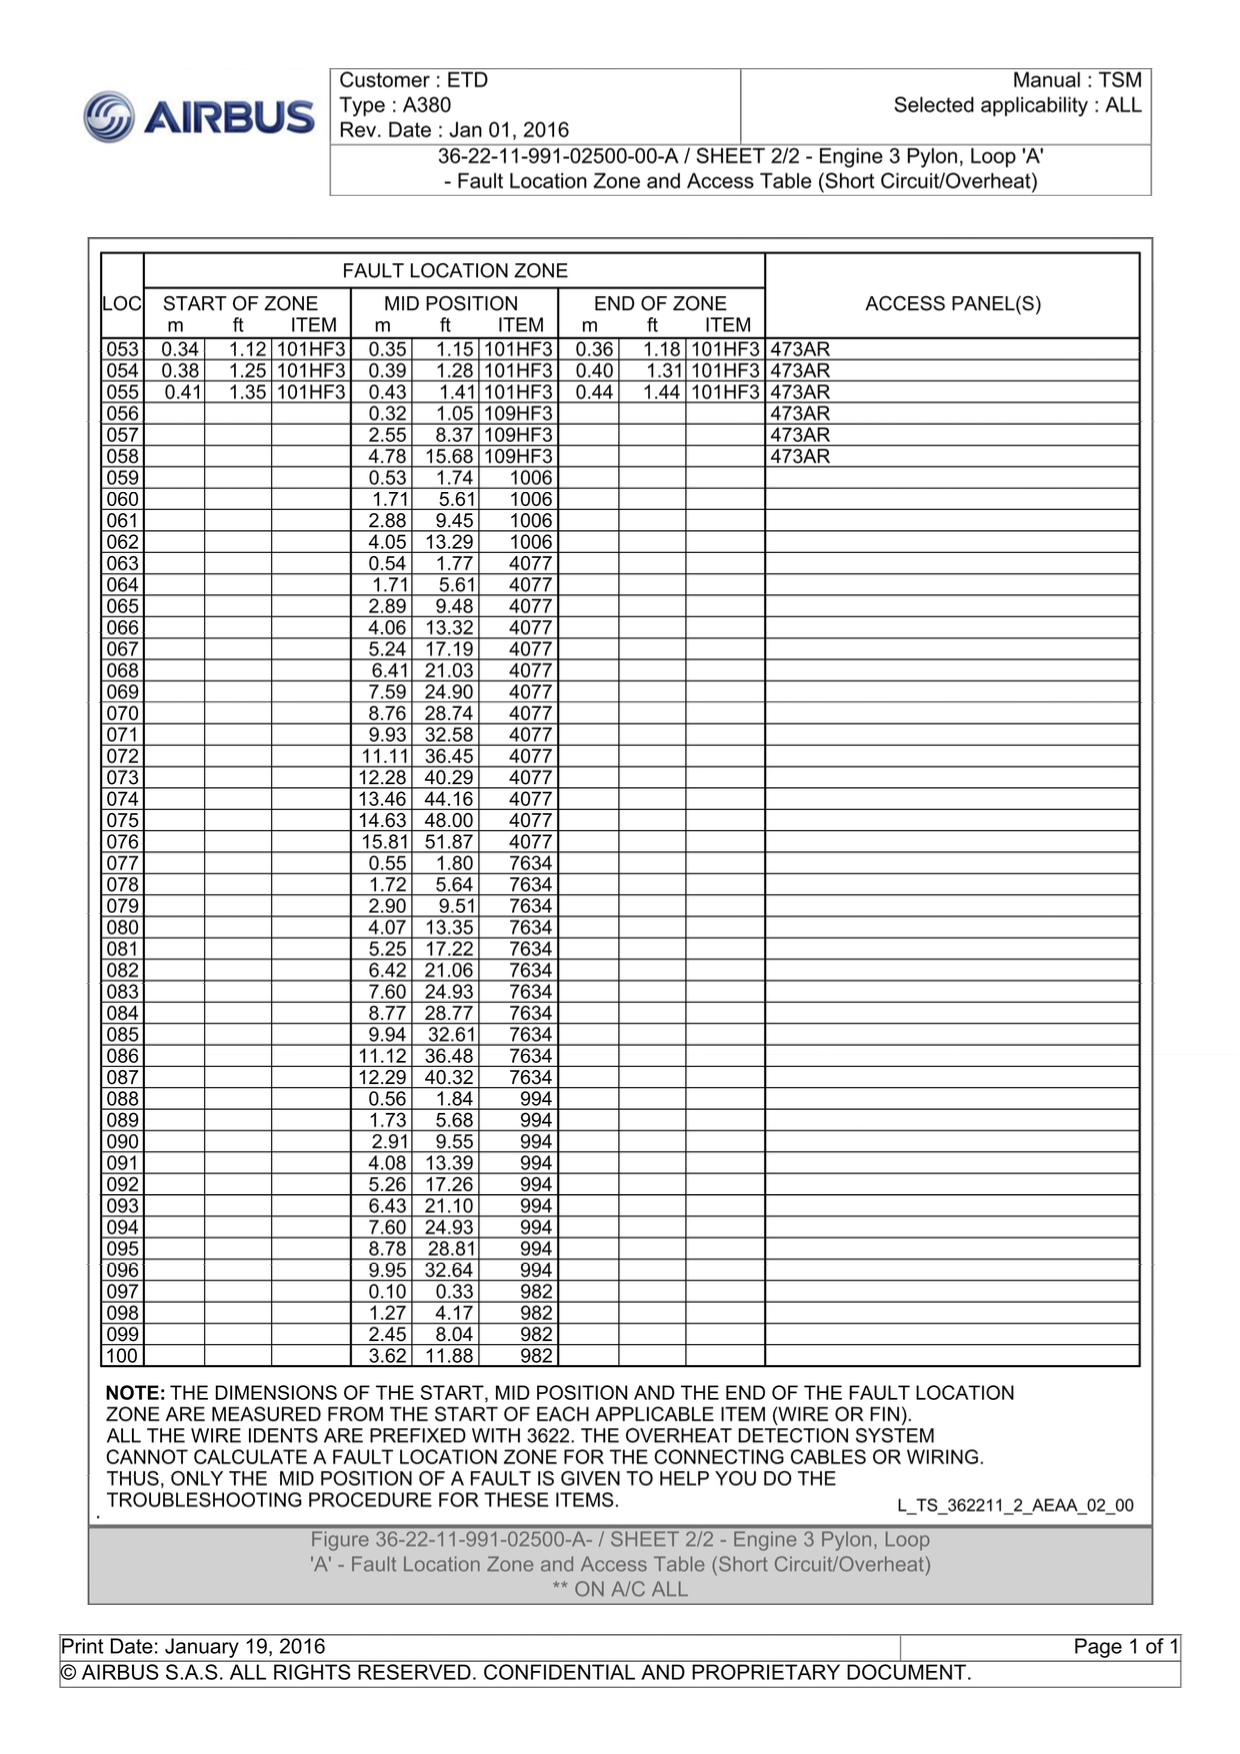 AIRBUS
Customer : ETD
Type : A380
Rev. Date : Jan 01, 2016
Manual : TSM
Selected applicability : ALL
36-22-11-991-02500-00-A / SHEET 2/2 - Engine 3 Pylon, Loop 'A'
- Fault Location Zone and Access Table (Short Circuit/Overheat)
FAULT LOCATION ZONE
LOC START OF ZONE MID POSITION END OF ZONE ACCESS PANEL(S)
m ft ITEM m ft ITEM m ft ITEM
053 0.34 1.12 101HF3 0.35 1.15 101HF3 0.36 1.18 101HF3 473AR
054 0.38 1.25 101HF3 0.39 1.28 101HF3 0.40 1.31 101HF3 473AR
055 0.41 1.35 101HF3 0.43 1.41 101HF3 0.44 1.44 101HF3 473AR
056 0.32 1.05 109HF3 473AR
057 2.55 8.37 109HF3 473AR
058 4.78 15.68 109HF3 473AR
059 0.53 1.74 1006
060 1.71 5.61 1006
061 2.88 9.45 1006
062 4.05 13.29 1006
063 0.54 1.77 4077
064 1.71 5.61 4077
065 2.89 9.48 4077
066 4.06 13.32 4077
067 5.24 17.19 4077
068 6.41 21.03 4077
069 7.59 24.90 4077
070 8.76 28.74 4077
071 9.93 32.58 4077
072 11.11 36.45 4077
073 12.28 40.29 4077
074 13.46 44.16 4077
075 14.63 48.00 4077
076 15.81 51.87 4077
077 0.55 1.80 7634
078 1.72 5.64 7634
079 2.90 9.51 7634
080 4.07 13.35 7634
081 5.25 17.22 7634
082 6.42 21.06 7634
083 7.60 24.93 7634
084 8.77 28.77 7634
085 9.94 32.61 7634
086 11.12 36.48 7634
087 12.29 40.32 7634
088 0.56 1.84 994
089 1.73 5.68 994
090 2.91 9.55 994
091 4.08 13.39 994
092 5.26 17.26 994
093 6.43 21.10 994
094 7.60 24.93 994
095 8.78 28.81 994
096 9.95 32.64 994
097 0.10 0.33 982
098 1.27 4.17 982
099 2.45 8.04 982
100 3.62 11.88 982
NOTE: THE DIMENSIONS OF THE START, MID POSITION AND THE END OF THE FAULT LOCATION
ZONE ARE MEASURED FROM THE START OF EACH APPLICABLE ITEM (WIRE OR FIN).
ALL THE WIRE IDENTS ARE PREFIXED WITH 3622. THE OVERHEAT DETECTION SYSTEM
CANNOT CALCULATE A FAULT LOCATION ZONE FOR THE CONNECTING CABLES OR WIRING.
THUS, ONLY THE MID POSITION OF A FAULT IS GIVEN TO HELP YOU DO THE
TROUBLESHOOTING PROCEDURE FOR THESE ITEMS.
L_TS_362211_2_AEAA_02_00
Figure 36-22-11-991-02500-A- / SHEET 2/2 - Engine 3 Pylon, Loop
'A' - Fault Location Zone and Access Table (Short Circuit/Overheat)
** ON A/C ALL
Print Date: January 19, 2016
Page 1 of 1
© AIRBUS S.A.S. ALL RIGHTS RESERVED. CONFIDENTIAL AND PROPRIETARY DOCUMENT.